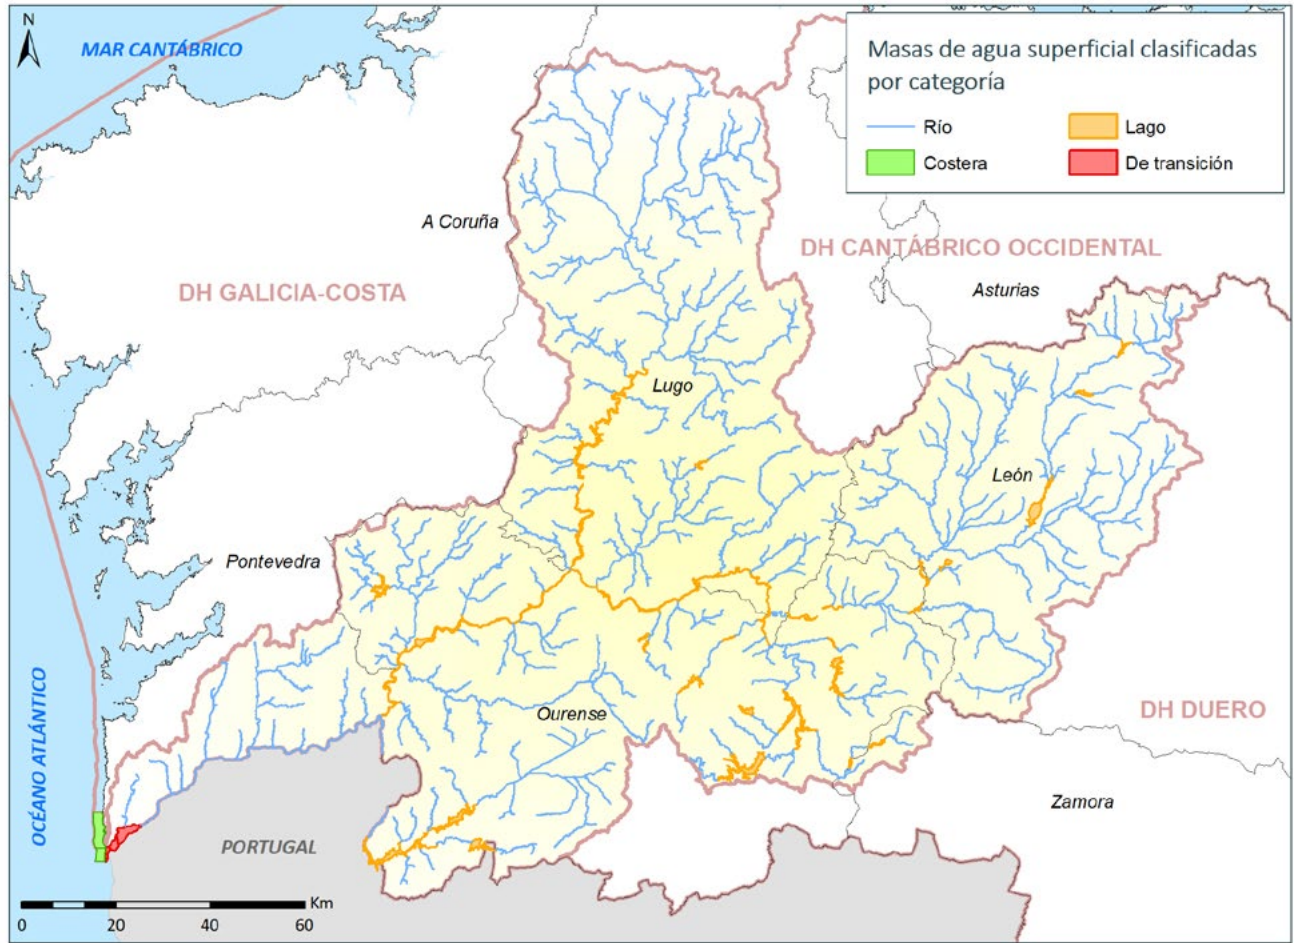 N
MAR CANTÁBRICO
Masas de agua superficial clasificadas
por categoría
Río
Lago
Costera
De transición
A Coruña
DH CANTÁBRICO OCCIDENTAL
DH GALICIA-COSTA
Asturias
Lugo
León
Pontevedra
OCÉANO ATLÁNTICO
Ourense
DH DUERO
Zamora
PORTUGAL
Km
0 20 40 60